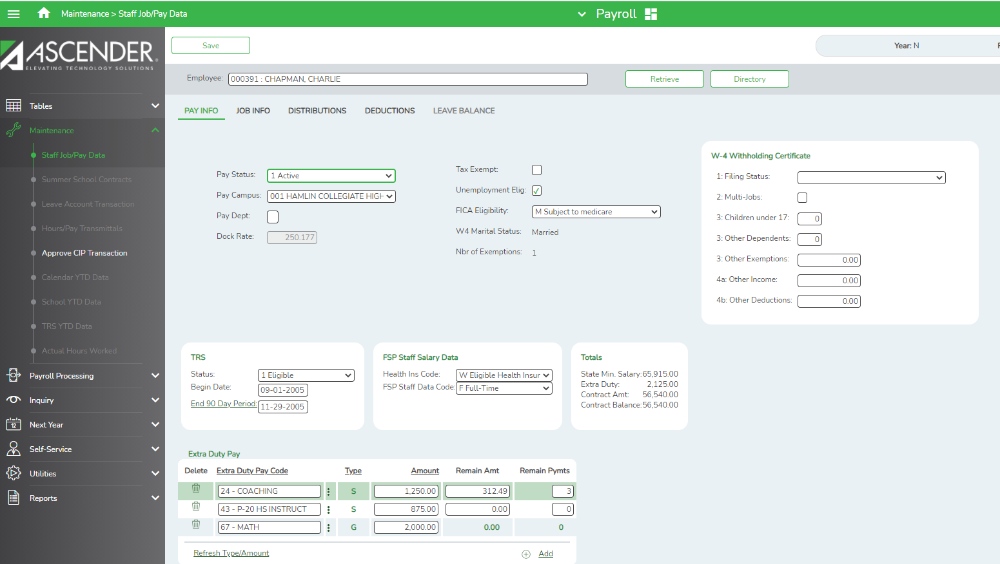 Maintenance > Staff Job/Pay Data
Payroll
ASCENDER
ELEVATING TECHNOLOGY SOLUTIONS
Save
Year: N
Employee: 000391 : CHAPMAN, CHARLIE
Retrieve
Directory
Tables
Maintenance
Staff Job/Pay Data
Summer School Contracts
Leave Account Transaction
Hours/Pay Transmittals
Approve CIP Transaction
Calendar YTD Data
School YTD Data
TRS YTD Data
Actual Hours Worked
Payroll Processing
Inquiry
12
Next Year
Self-Service
Utilities
Reports
PAY INFO JOB INFO DISTRIBUTIONS DEDUCTIONS LEAVE BALANCE
Pay Status: 1 Active
Pay Campus: 001 HAMLIN COLLEGIATE HIGH
Pay Dept:
Dock Rate: 250.177
Tax Exempt:
Unemployment Elig:
FICA Eligibility: M Subject to medicare
W4 Marital Status: Married
Nbr of Exemptions: 1
W-4 Withholding Certificate
1: Filing Status:
2: Multi-Jobs:
3: Children under 17: 0
3: Other Dependents: 0
3: Other Exemptions: 0.00
4a: Other Income: 0.00
4b: Other Deductions: 0.00
TRS
Status: 1 Eligible
Begin Date: 09-01-2005
End 90 Day Period: 11-29-2005
FSP Staff Salary Data
Health Ins Code: W Eligible Health Insur
FSP Staff Data Code: F Full-Time
Totals
State Min. Salary: 65,915.00
Extra Duty: 2,125.00
Contract Amt: 56,540.00
Contract Balance: 56,540.00
Extra Duty Pay
Delete Extra Duty Pay Code Type Amount Remain Amt Remain Pymts
24 - COACHING S 1,250.00 312.49 3
43 - P-20 HS INSTRUCT S 875.00 0.00 0
67 - MATH G 2,000.00 0.00 0
Refresh Type/Amount
Add